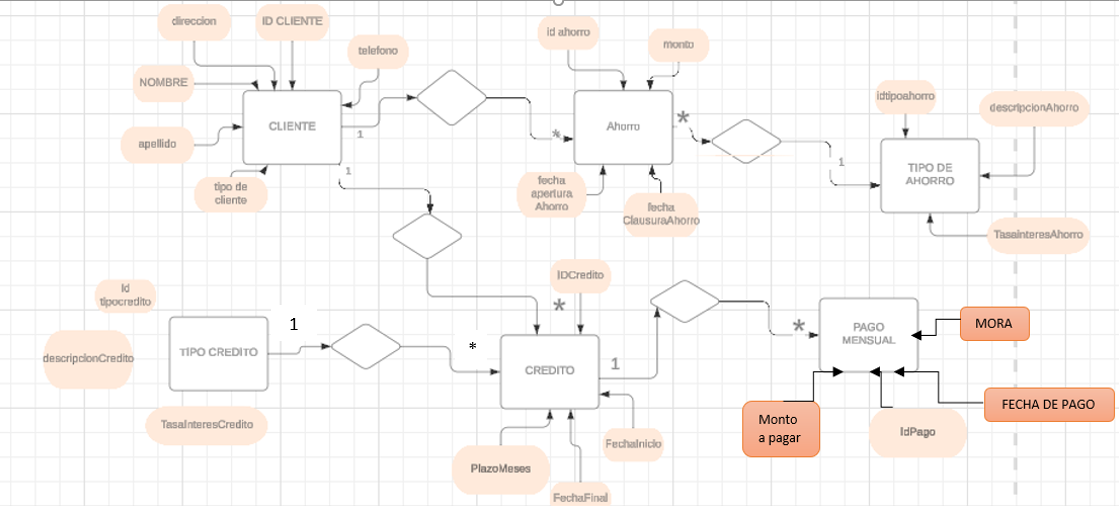 direccion
ID CLIENTE
telefono
NOMBRE
CLIENTE
apellido
tipo de
cliente
1
1
*
id ahorro
monto
Ahorro
*
fecha
apertura
Ahorro
fecha
ClausuraAhorro
1
idtipoahorro
descripcionAhorro
TIPO DE
AHORRO
TasainteresAhorro
Id
tipocredito
descripcionCredito
TIPO CREDITO
TasaInteresCredito
1
*
IDCredito
*
CREDITO
1
PlazoMeses
FechaFinal
FechaInicio
*
PAGO
MENSUAL
MORA
Monto
a pagar
IdPago
FECHA DE PAGO